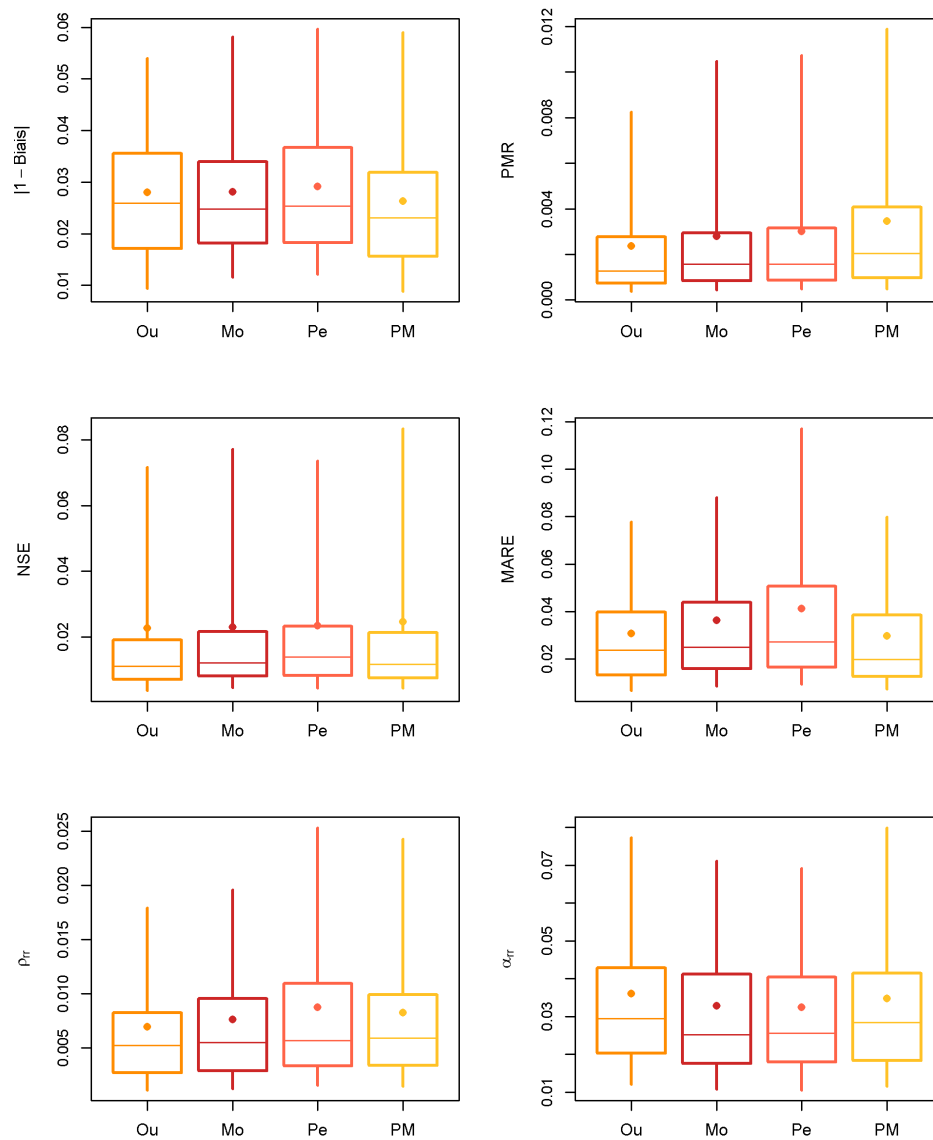 |1 − Biais|
0.01 0.02 0.03 0.04 0.05 0.06
Ou Mo Pe PM
PMR
0.000 0.004 0.008 0.012
Ou Mo Pe PM
NSE
0.02 0.04 0.06 0.08
Ou Mo Pe PM
MARE
0.02 0.04 0.06 0.08 0.10 0.12
Ou Mo Pe PM
ρrr
0.005 0.010 0.015 0.020 0.025
Ou Mo Pe PM
αrr
0.01 0.03 0.05 0.07
Ou Mo Pe PM